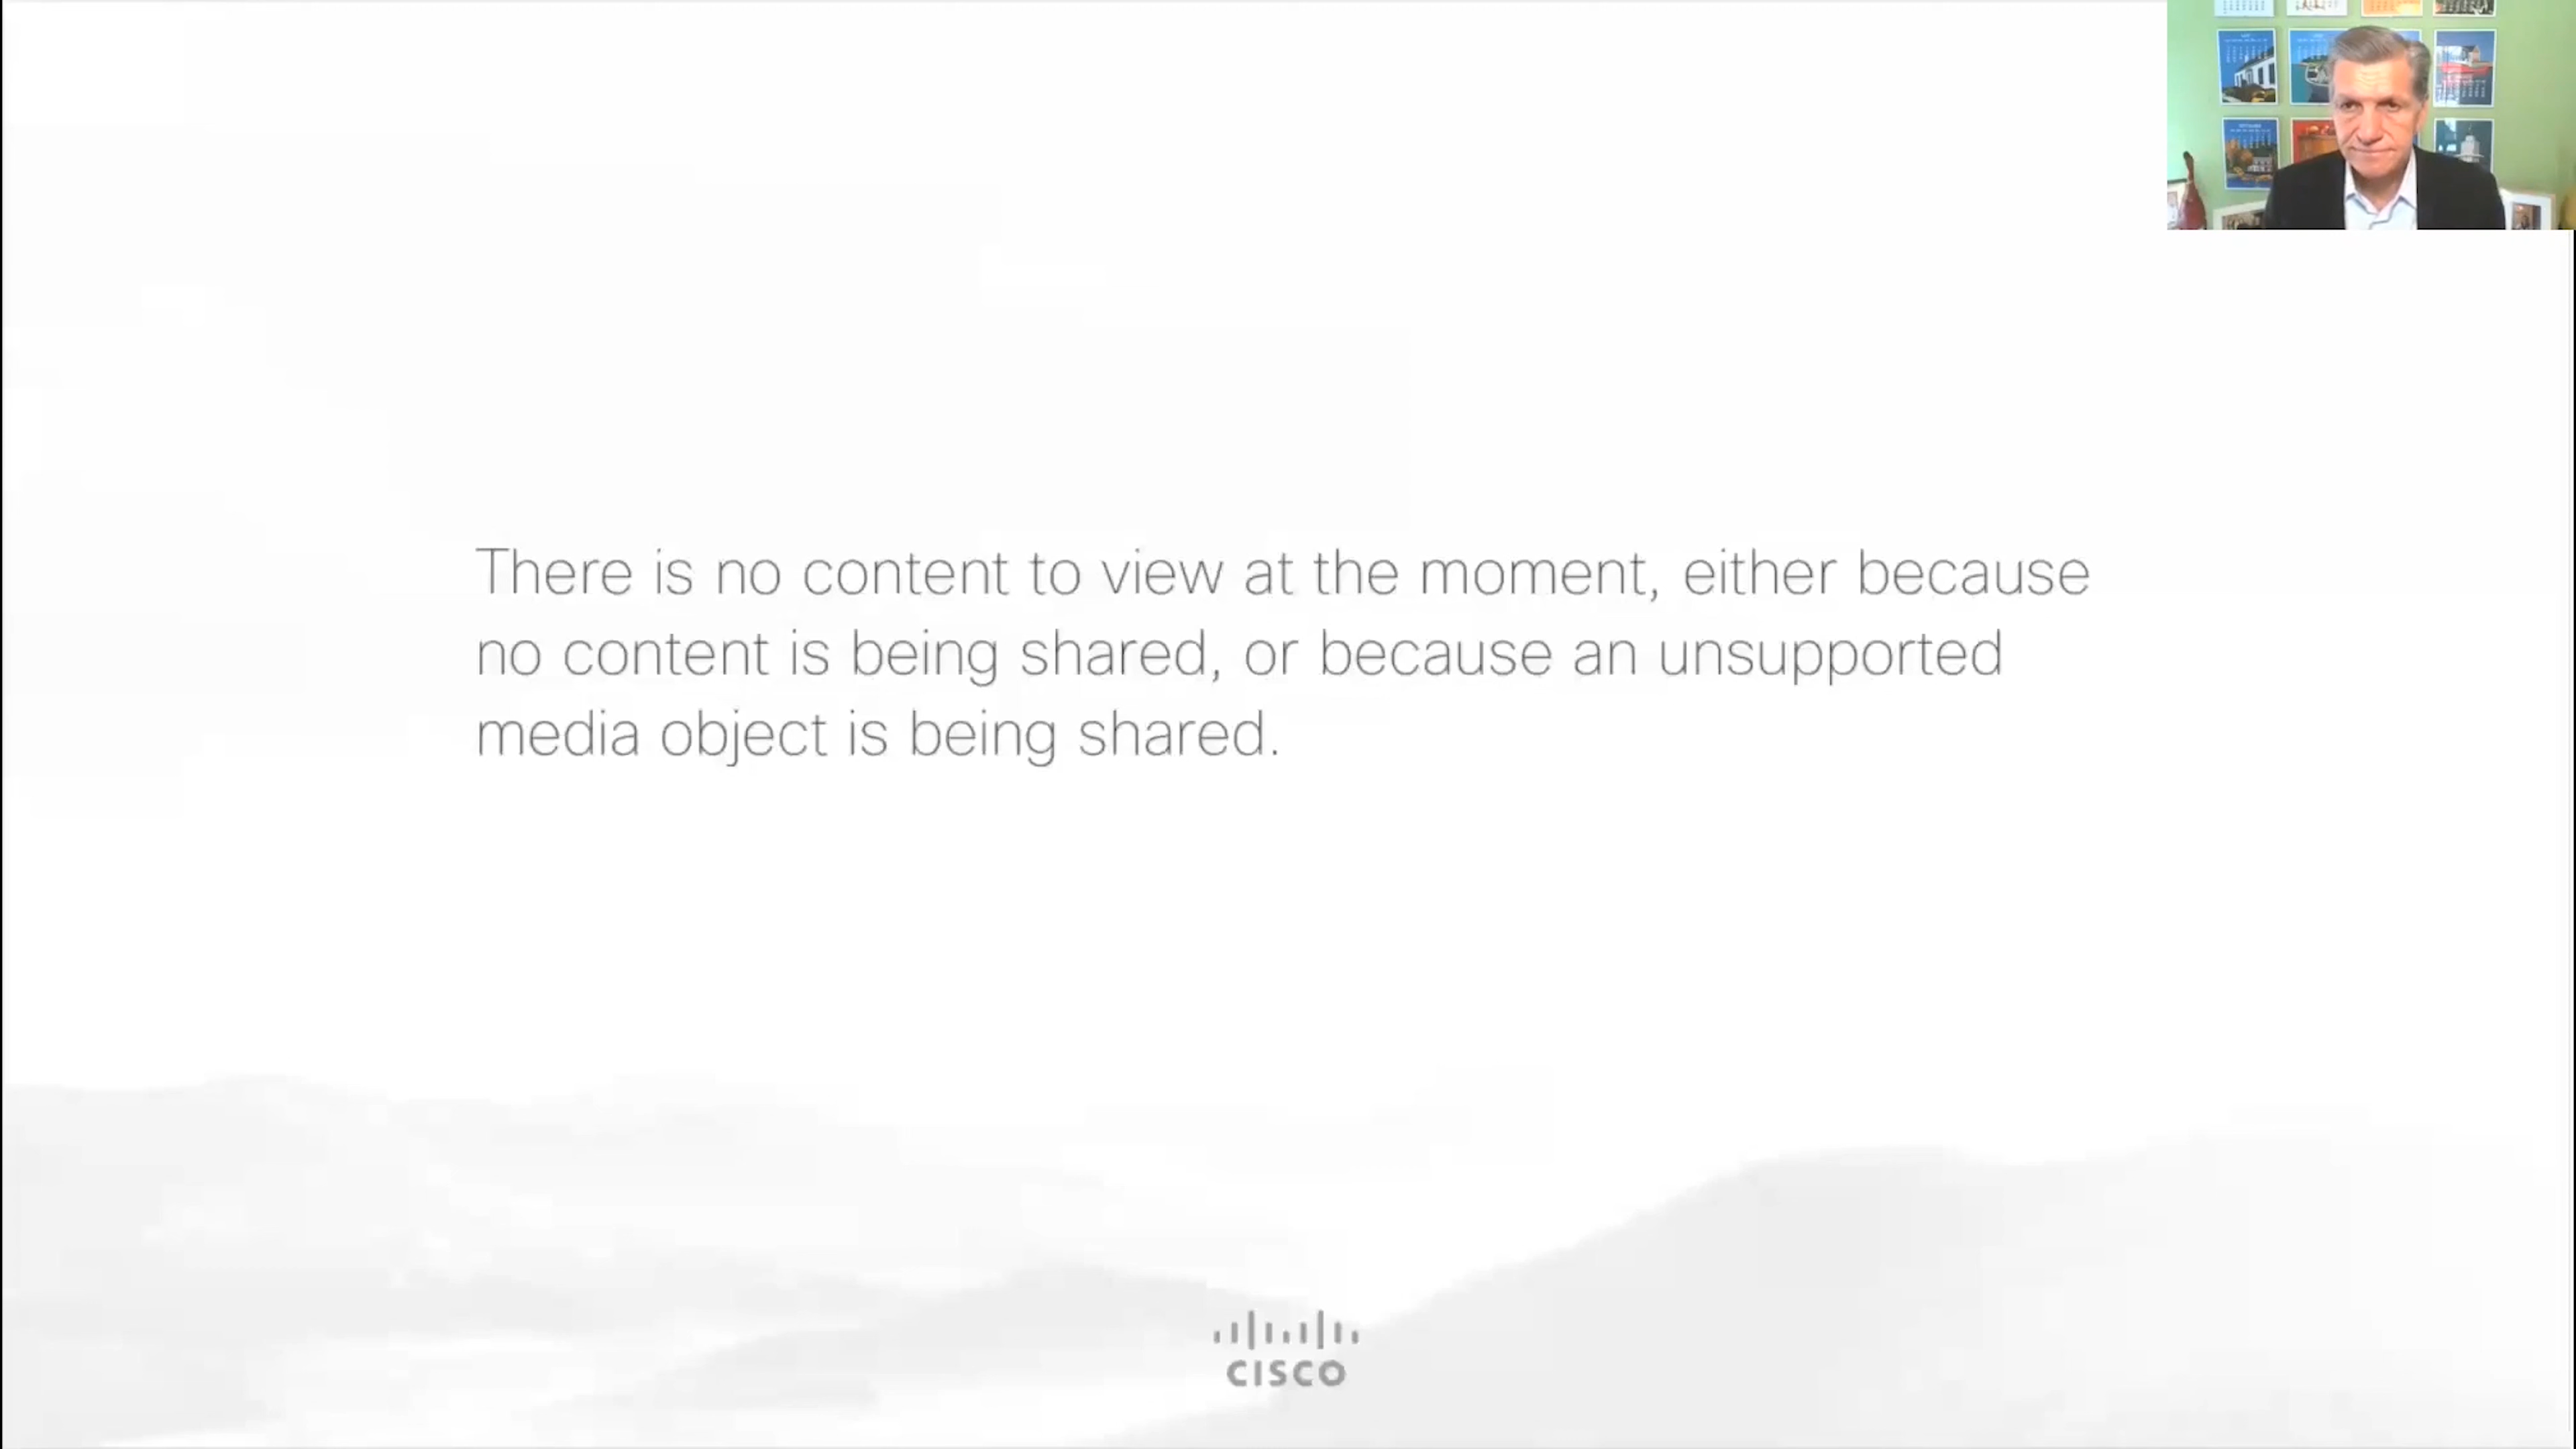 There is no content to view at the moment, either because
no content is being shared, or because an unsupported
media object is being shared.
CISCO